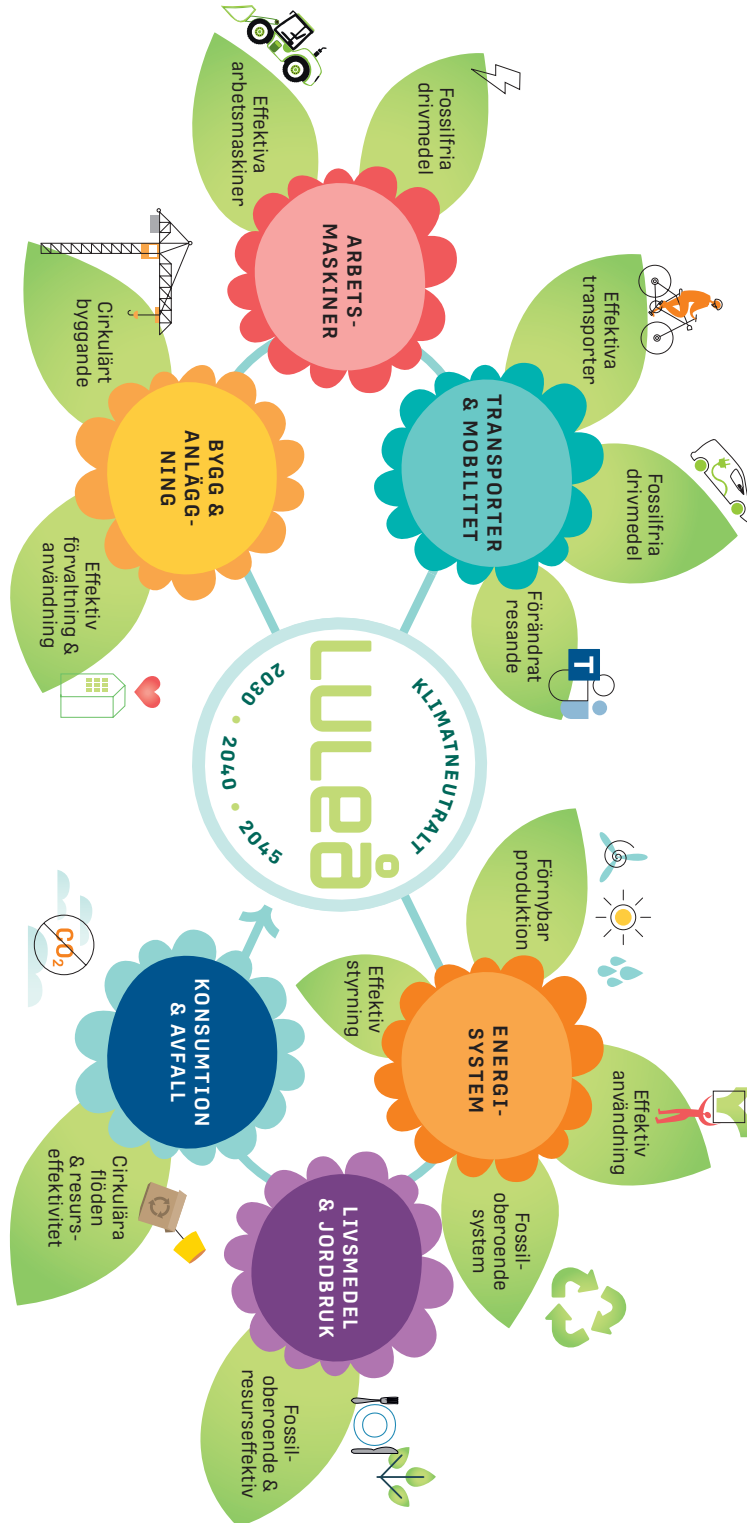 Fossilfria
drivmedel
Effektiva
arbetsmaskiner
ARBETS-
MASKINER
Effektiva
transporter
Fossilfria
drivmedel
Förändrat
resande
T
TRANSPORTER
& MOBILITET
Cirkulärt
byggande
Effektiv
förvaltning &
användning
BYGG &
ANLÄGG-
NING
KLIMATNEUTRALT
LULEÅ
2030 • 2040 • 2045
Förnybar
produktion
Effektiv
användning
Effektiv
styrning
Fossil-
oberoende
system
ENERGI-
SYSTEM
CO₂
KONSUMTION
& AVFALL
Cirkulära
flöden
& resurs-
effektivitet
LIVSMEDEL
& JORDBRUK
Fossil-
oberoende &
resurseffektiv